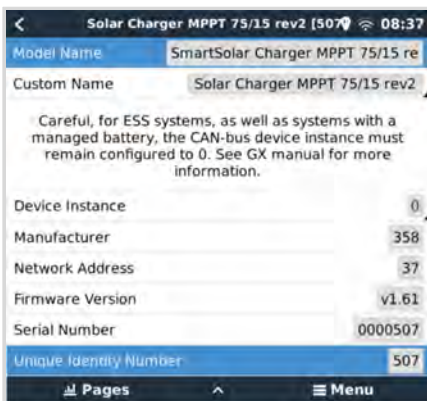 Solar Charger MPPT 75/15 rev2 [507 08:37
Model Name SmartSolar Charger MPPT 75/15 re
Custom Name Solar Charger MPPT 75/15 rev2
Careful, for ESS systems, as well as systems with a
managed battery, the CAN-bus device instance must
remain configured to 0. See GX manual for more
information.
Device Instance 0
Manufacturer 358
Network Address 37
Firmware Version v1.61
Serial Number 0000507
Unique Identity Number 507
Pages Menu